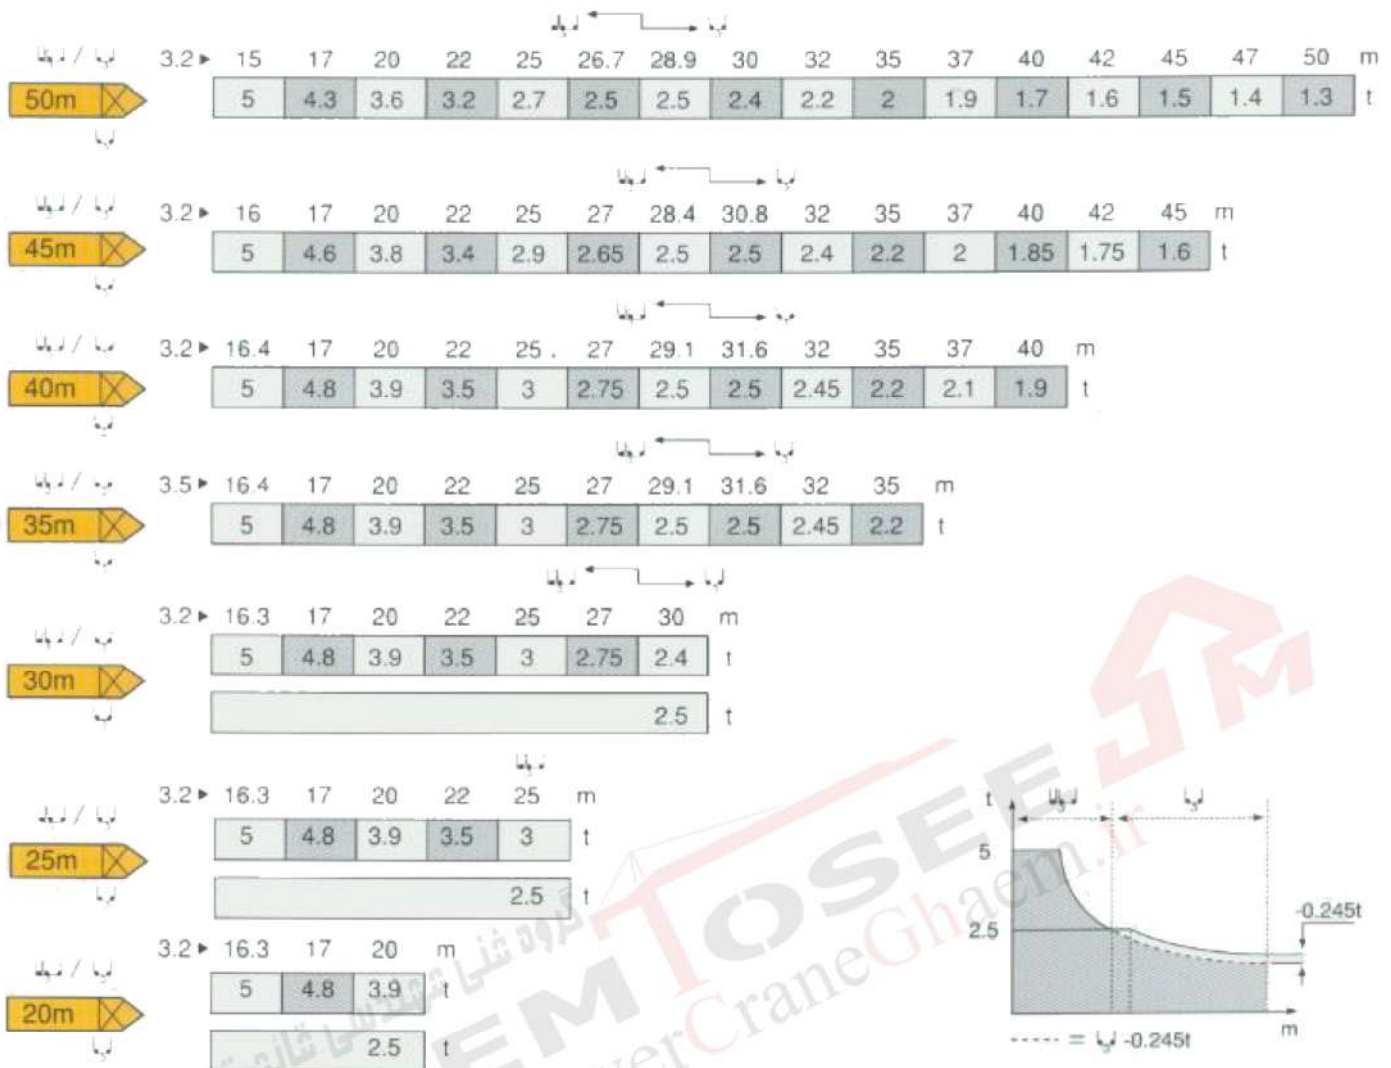 3.2 ► 15 17 20 22 25 26.7 28.9 30 32 35 37 40 42 45 47 50 m
50m 5 4.3 3.6 3.2 2.7 2.5 2.5 2.4 2.2 2 1.9 1.7 1.6 1.5 1.4 1.3 t
3.2 ► 16 17 20 22 25 27 28.4 30.8 32 35 37 40 42 45 m
45m 5 4.6 3.8 3.4 2.9 2.65 2.5 2.5 2.4 2.2 2 1.85 1.75 1.6 t
3.2 ► 16.4 17 20 22 25 27 29.1 31.6 32 35 37 40 m
40m 5 4.8 3.9 3.5 3 2.75 2.5 2.5 2.45 2.2 2.1 1.9 t
3.5 ► 16.4 17 20 22 25 27 29.1 31.6 32 35 m
35m 5 4.8 3.9 3.5 3 2.75 2.5 2.5 2.45 2.2 t
3.2 ► 16.3 17 20 22 25 27 30 m
5 4.8 3.9 3.5 3 2.75 2.4 t
30m
2.5 t
3.2 ► 16.3 17 20 22 25 m
5 4.8 3.9 3.5 3 t
25m
2.5 t
3.2 ► 16.3 17 20 m
5 4.8 3.9 t
20m
2.5 t
t
5
2.5
-0.245t
m
= -0.245t
JM
EMTOSEE
erCraneGhaem.ir